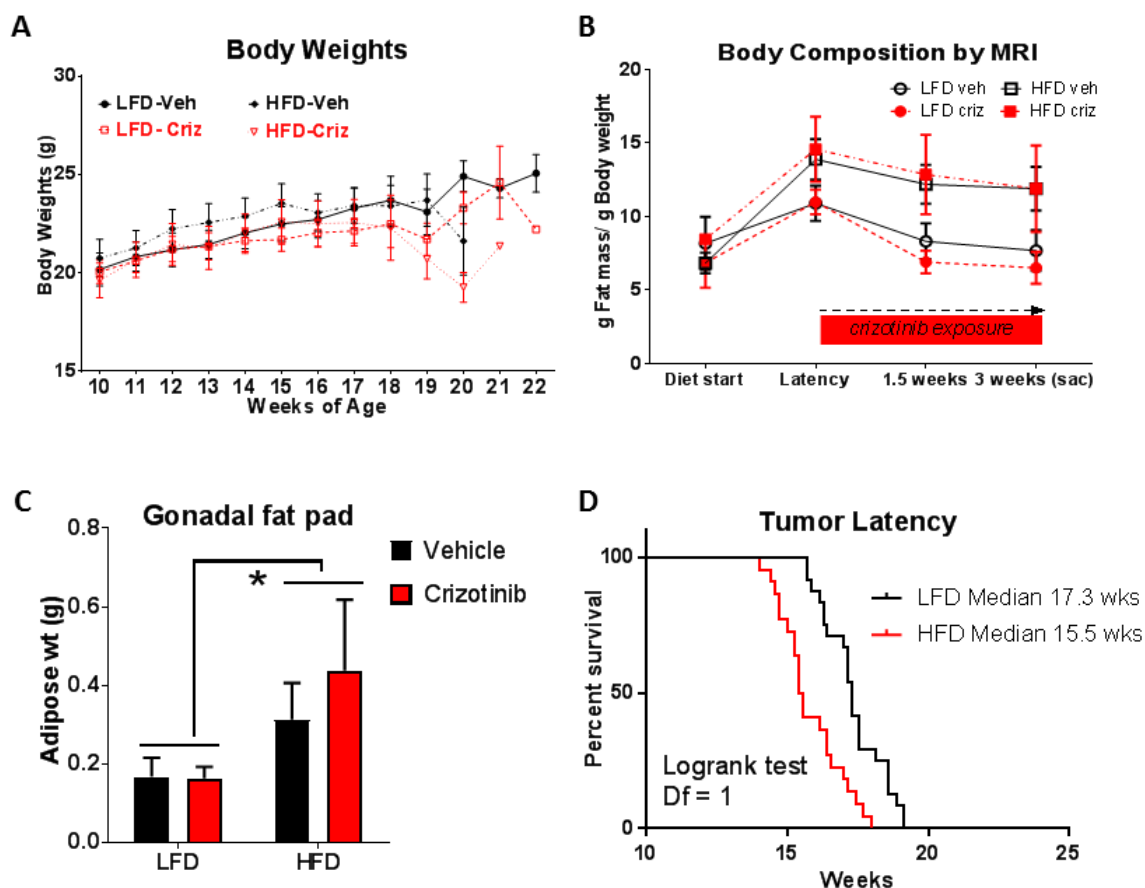 A
Body Weights
30
25
20
15
Body Weights (g)
LFD-Veh
HFD-Veh
LFD- Criz
HFD-Criz
10 11 12 13 14 15 16 17 18 19 20 21 22
Weeks of Age
B
Body Composition by MRI
20
15
10
5
0
g Fat mass/ g Body weight
LFD veh
HFD veh
LFD criz
HFD criz
crizotinib exposure
Diet start Latency 1.5 weeks 3 weeks (sac)
C
Gonadal fat pad
0.8
0.6
0.4
0.2
0.0
Adipose wt (g)
*
Vehicle
Crizotinib
LFD HFD
D
Tumor Latency
100
50
0
Percent survival
LFD Median 17.3 wks
HFD Median 15.5 wks
Logrank test
Df = 1
10 15 20 25
Weeks